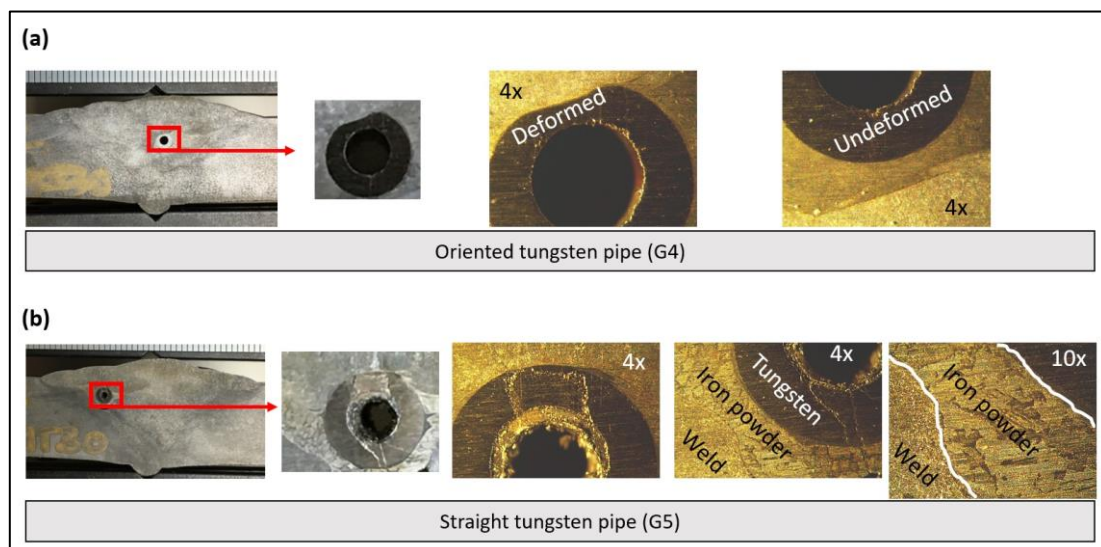 (a)
4x
Deformed
Undeformed
4x
Oriented tungsten pipe (G4)
(b)
4x
Iron powder
Weld
Tungsten
4x
Iron powder
Weld
10x
Straight tungsten pipe (G5)